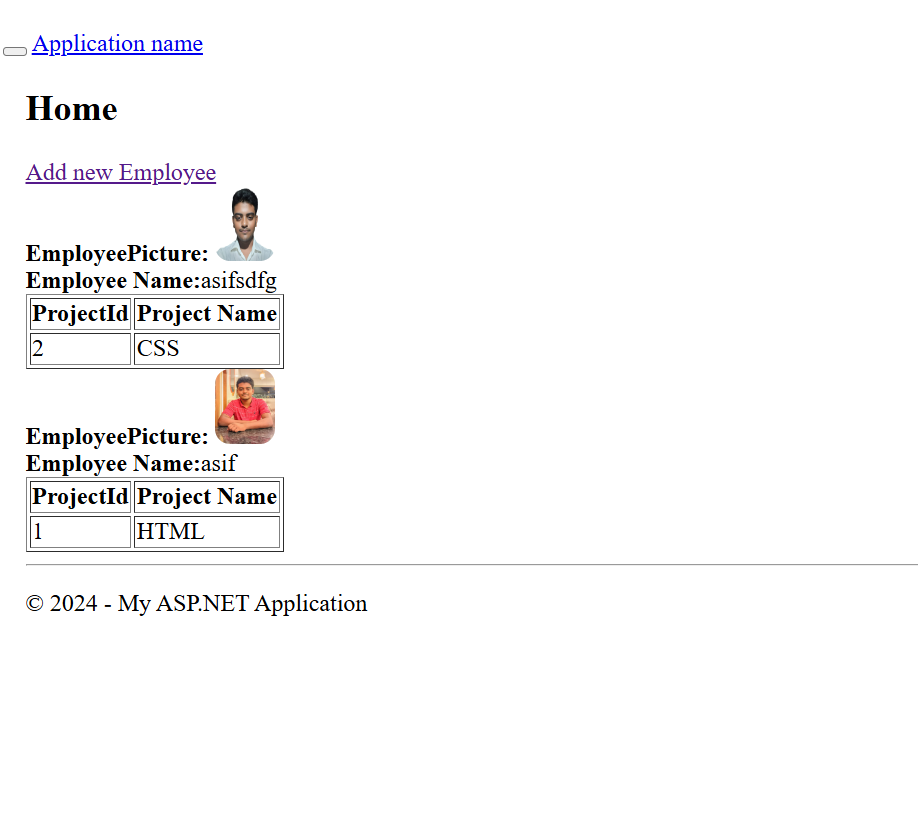 Application name
Home
Add new Employee
EmployeePicture:
Employee Name:asifsdfg
ProjectId Project Name
2 CSS
EmployeePicture:
Employee Name:asif
ProjectId Project Name
1 HTML
© 2024 - My ASP.NET Application